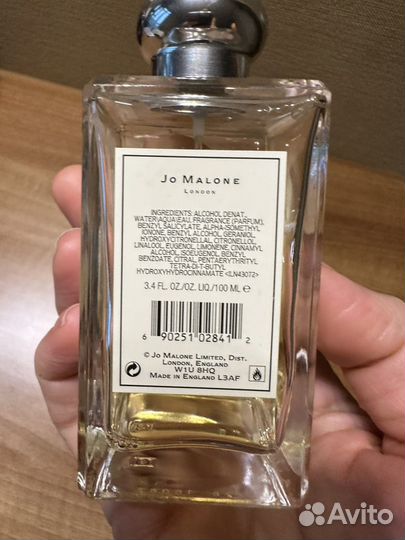 JO MALONE
LONDON
INGREDIENTS: ALCOHOL DENAT.,
WATER\AQUA\EAU, FRAGRANCE (PARFUM),
BENZYL SALICYLATE, ALPHA-ISOMETHYL
IONONE, BENZYL ALCOHOL, GERANIOL,
HYDROXYCITRONELLAL, CITRONELLOL,
LINALOOL, EUGENOL, LIMONENE, CINNAMYL
ALCOHOL, ISOEUGENOL, BENZYL
BENZOATE, CITRAL, PENTAERYTHRITYL
TETRA-DI-T-BUTYL
HYDROXYHYDROCINNAMATE <ILN43072>
3.4 FL. OZ./OZ. LIQ./100 ML e
6 90251 02841 2
© JO MALONE LIMITED, DIST.
LONDON, ENGLAND
W1U 8HQ
MADE IN ENGLAND L3AF
Avito